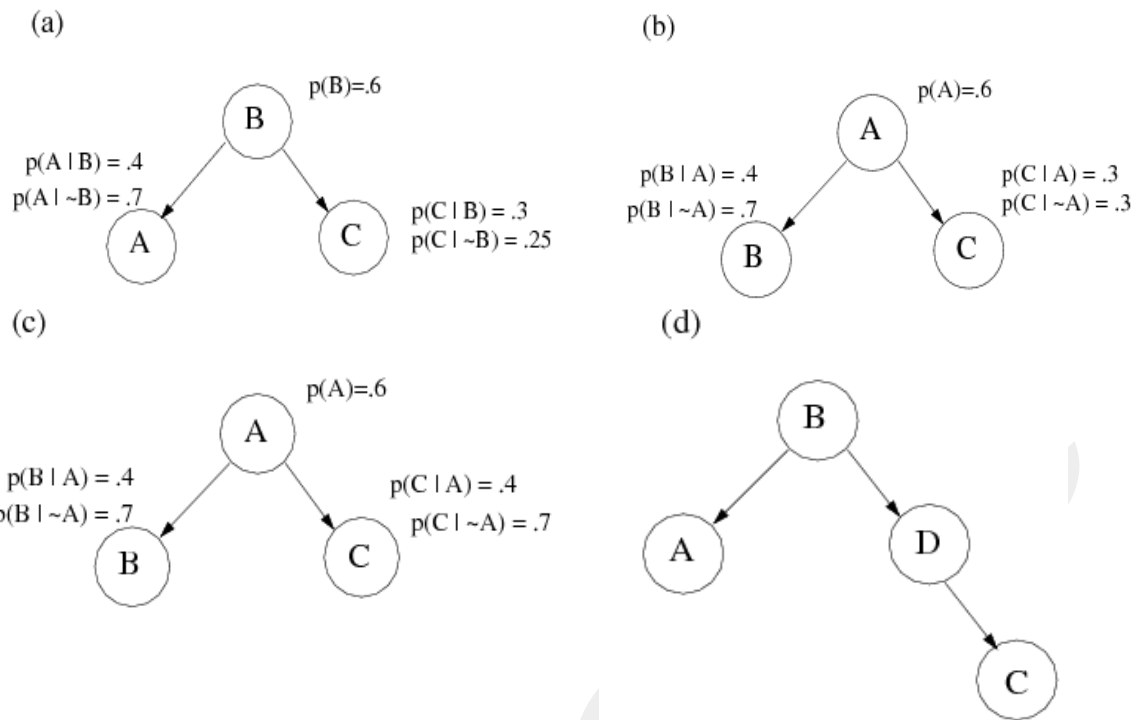 (a)
p(B)=.6
B
p(A | B) = .4
p(A | ~B) = .7
A
C
p(C | B) = .3
p(C | ~B) = .25
(b)
p(A)=.6
A
p(B | A) = .4
p(B | ~A) = .7
p(C | A) = .3
p(C | ~A) = .3
B
C
(c)
p(A)=.6
A
p(B | A) = .4
p(B | ~A) = .7
p(C | A) = .4
p(C | ~A) = .7
B
C
(d)
B
A
D
C